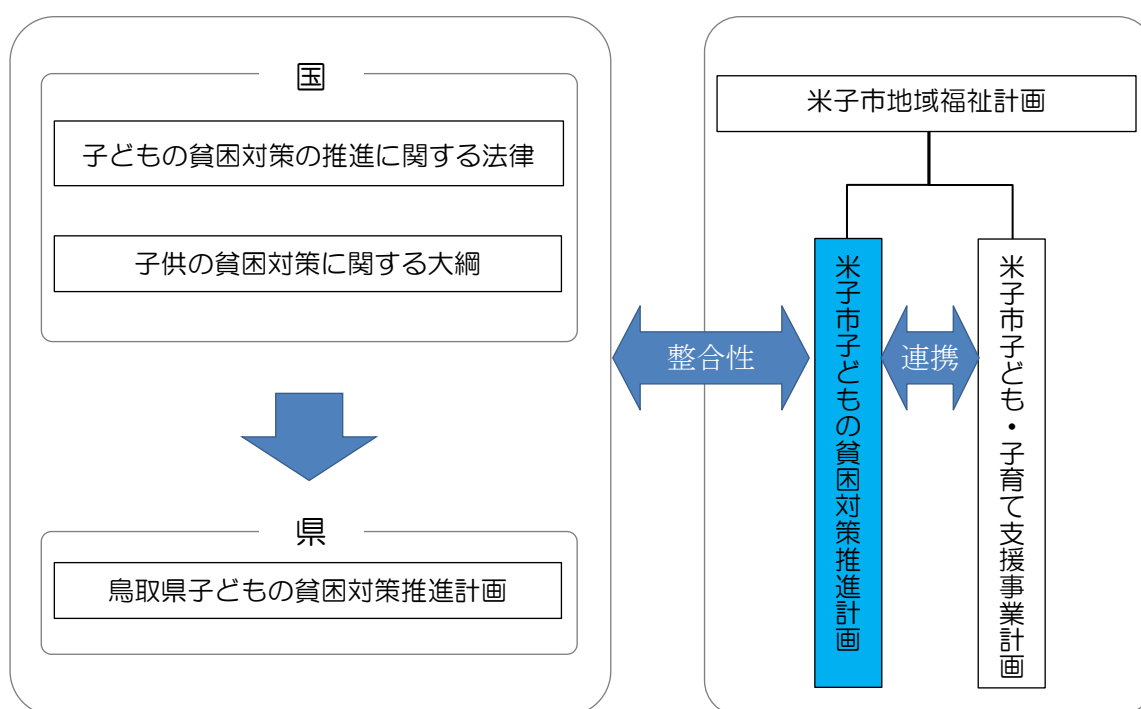 国
子どもの貧困対策の推進に関する法律
子供の貧困対策に関する大綱
県
鳥取県子どもの貧困対策推進計画
整合性
米子市地域福祉計画
米子市子どもの貧困対策推進計画
連携
米子市子ども・子育て支援事業計画